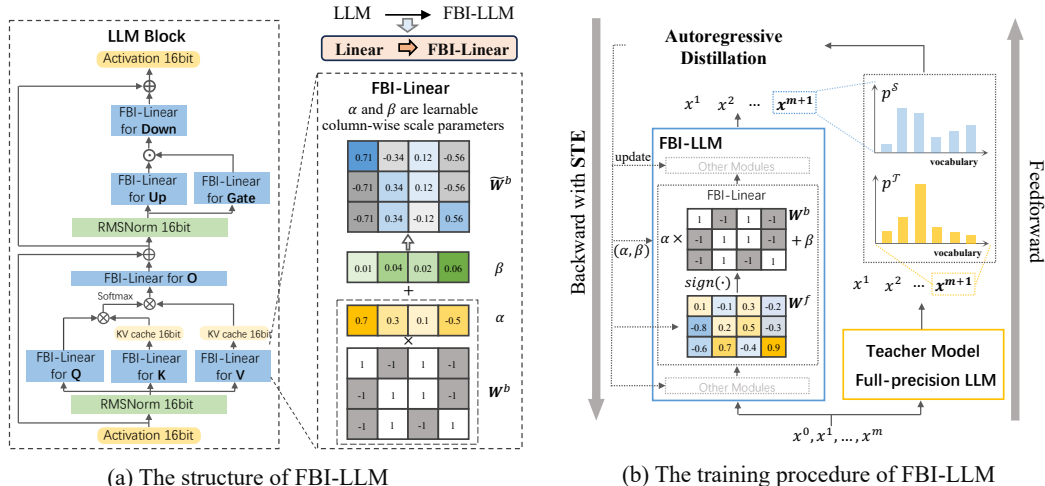 LLM
FBI-LLM
Linear
FBI-Linear
LLM Block
Activation 16bit
FBI-Linear
for Down
FBI-Linear
for Up
FBI-Linear
for Gate
RMSNorm 16bit
FBI-Linear for O
Softmax
KV cache 16bit
KV cache 16bit
FBI-Linear
for Q
FBI-Linear
for K
FBI-Linear
for V
RMSNorm 16bit
Activation 16bit
FBI-Linear
α and β are learnable
column-wise scale parameters
0.71 -0.34 0.12 -0.56
-0.71 0.34 0.12 -0.56
-0.71 0.34 -0.12 0.56
W̃ᵇ
0.01 0.04 0.02 0.06
β
+
0.7 0.3 0.1 -0.5
α
×
1 -1 1 -1
-1 1 1 -1
-1 1 -1 1
Wᵇ
(a) The structure of FBI-LLM
Backward with STE
Autoregressive
Distillation
x¹ x² ... xᵐ⁺¹
FBI-LLM
update
Other Modules
FBI-Linear
1 -1 1 -1
-1 1 1 -1
-1 1 -1 1
Wᵇ
α ×
+ β
(α, β)
sign(·)
0.1 -0.1 0.3 -0.2
-0.8 0.2 0.5 -0.3
-0.6 0.7 -0.4 0.9
Wᶠ
Other Modules
x⁰, x¹, ..., xᵐ
pˢ
vocabulary
pᵀ
vocabulary
x¹ x² ... xᵐ⁺¹
Teacher Model
Full-precision LLM
Feedforward
(b) The training procedure of FBI-LLM